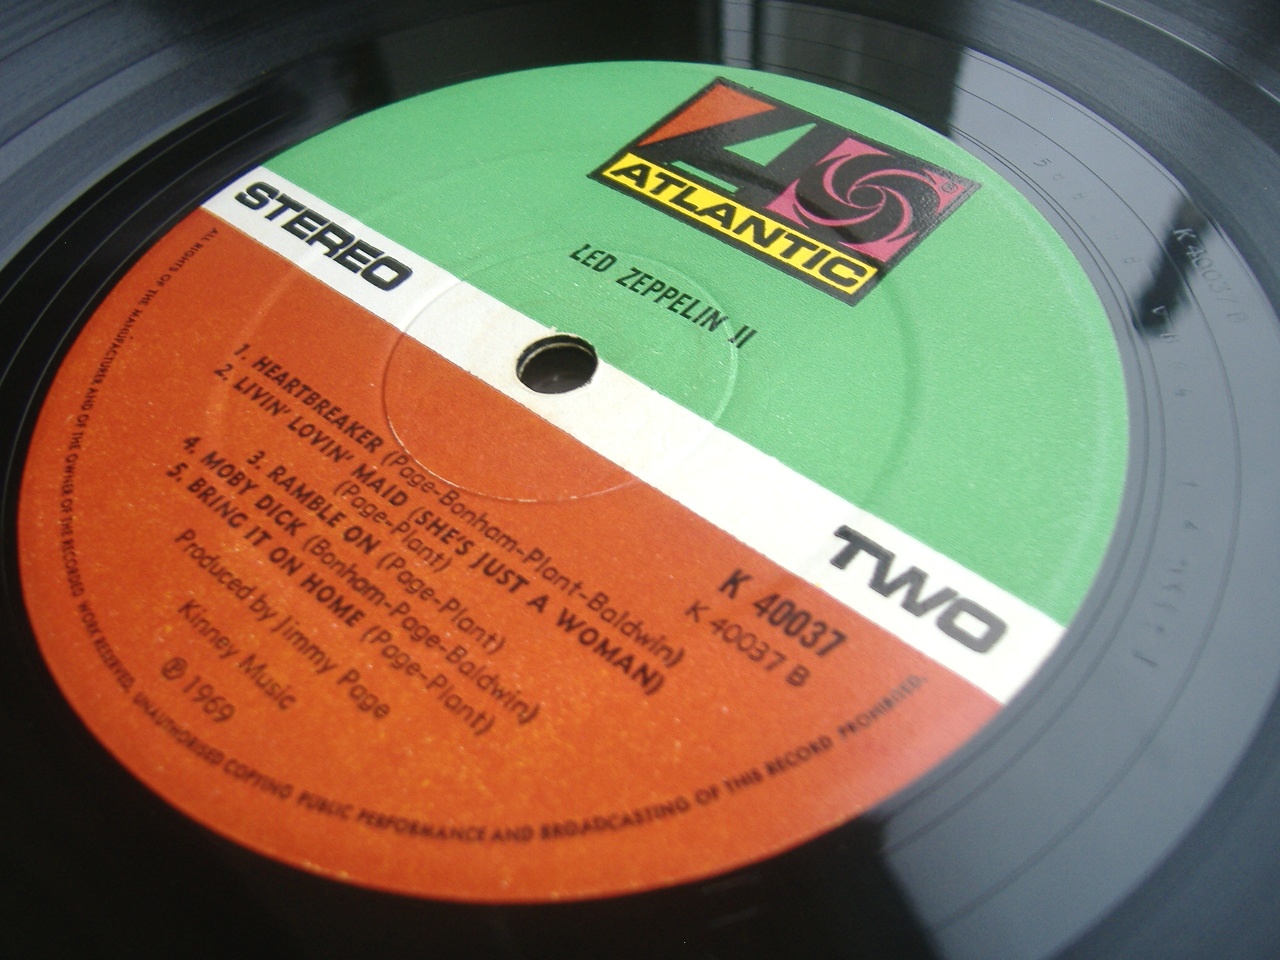 ATLANTIC
®
LED ZEPPELIN II
STEREO
TWO
K 40037
K 40037 B
1. HEARTBREAKER (Page-Bonham-Plant-Baldwin)
2. LIVIN' LOVIN' MAID (SHE'S JUST A WOMAN)
(Page-Plant)
3. RAMBLE ON (Page-Plant)
4. MOBY DICK (Bonham-Page-Baldwin)
5. BRING IT ON HOME (Page-Plant)
Produced by Jimmy Page
Kinney Music
℗ 1969
ALL RIGHTS OF THE MANUFACTURER AND OF THE OWNER OF THE RECORDED WORK RESERVED. UNAUTHORISED COPYING PUBLIC PERFORMANCE AND BROADCASTING OF THIS RECORD PROHIBITED.
K 40037 B